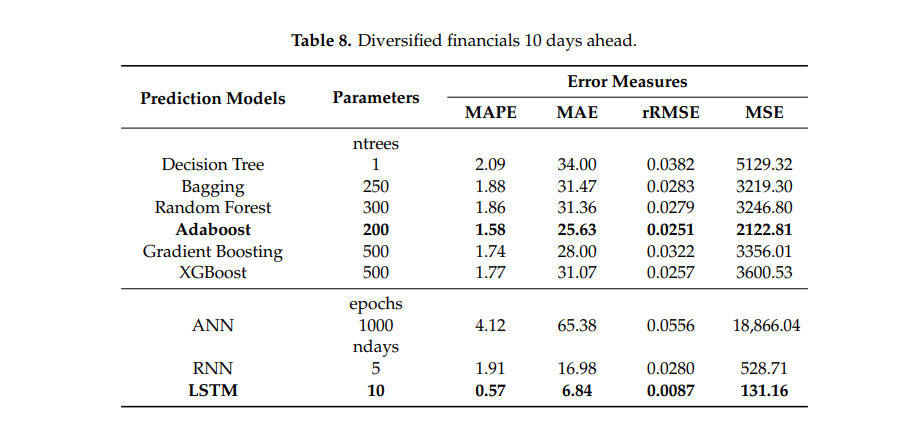 Table 8. Diversified financials 10 days ahead.
Prediction Models Parameters Error Measures
MAPE MAE rRMSE MSE
ntrees
Decision Tree 1 2.09 34.00 0.0382 5129.32
Bagging 250 1.88 31.47 0.0283 3219.30
Random Forest 300 1.86 31.36 0.0279 3246.80
Adaboost 200 1.58 25.63 0.0251 2122.81
Gradient Boosting 500 1.74 28.00 0.0322 3356.01
XGBoost 500 1.77 31.07 0.0257 3600.53
epochs
ANN 1000 4.12 65.38 0.0556 18,866.04
ndays
RNN 5 1.91 16.98 0.0280 528.71
LSTM 10 0.57 6.84 0.0087 131.16